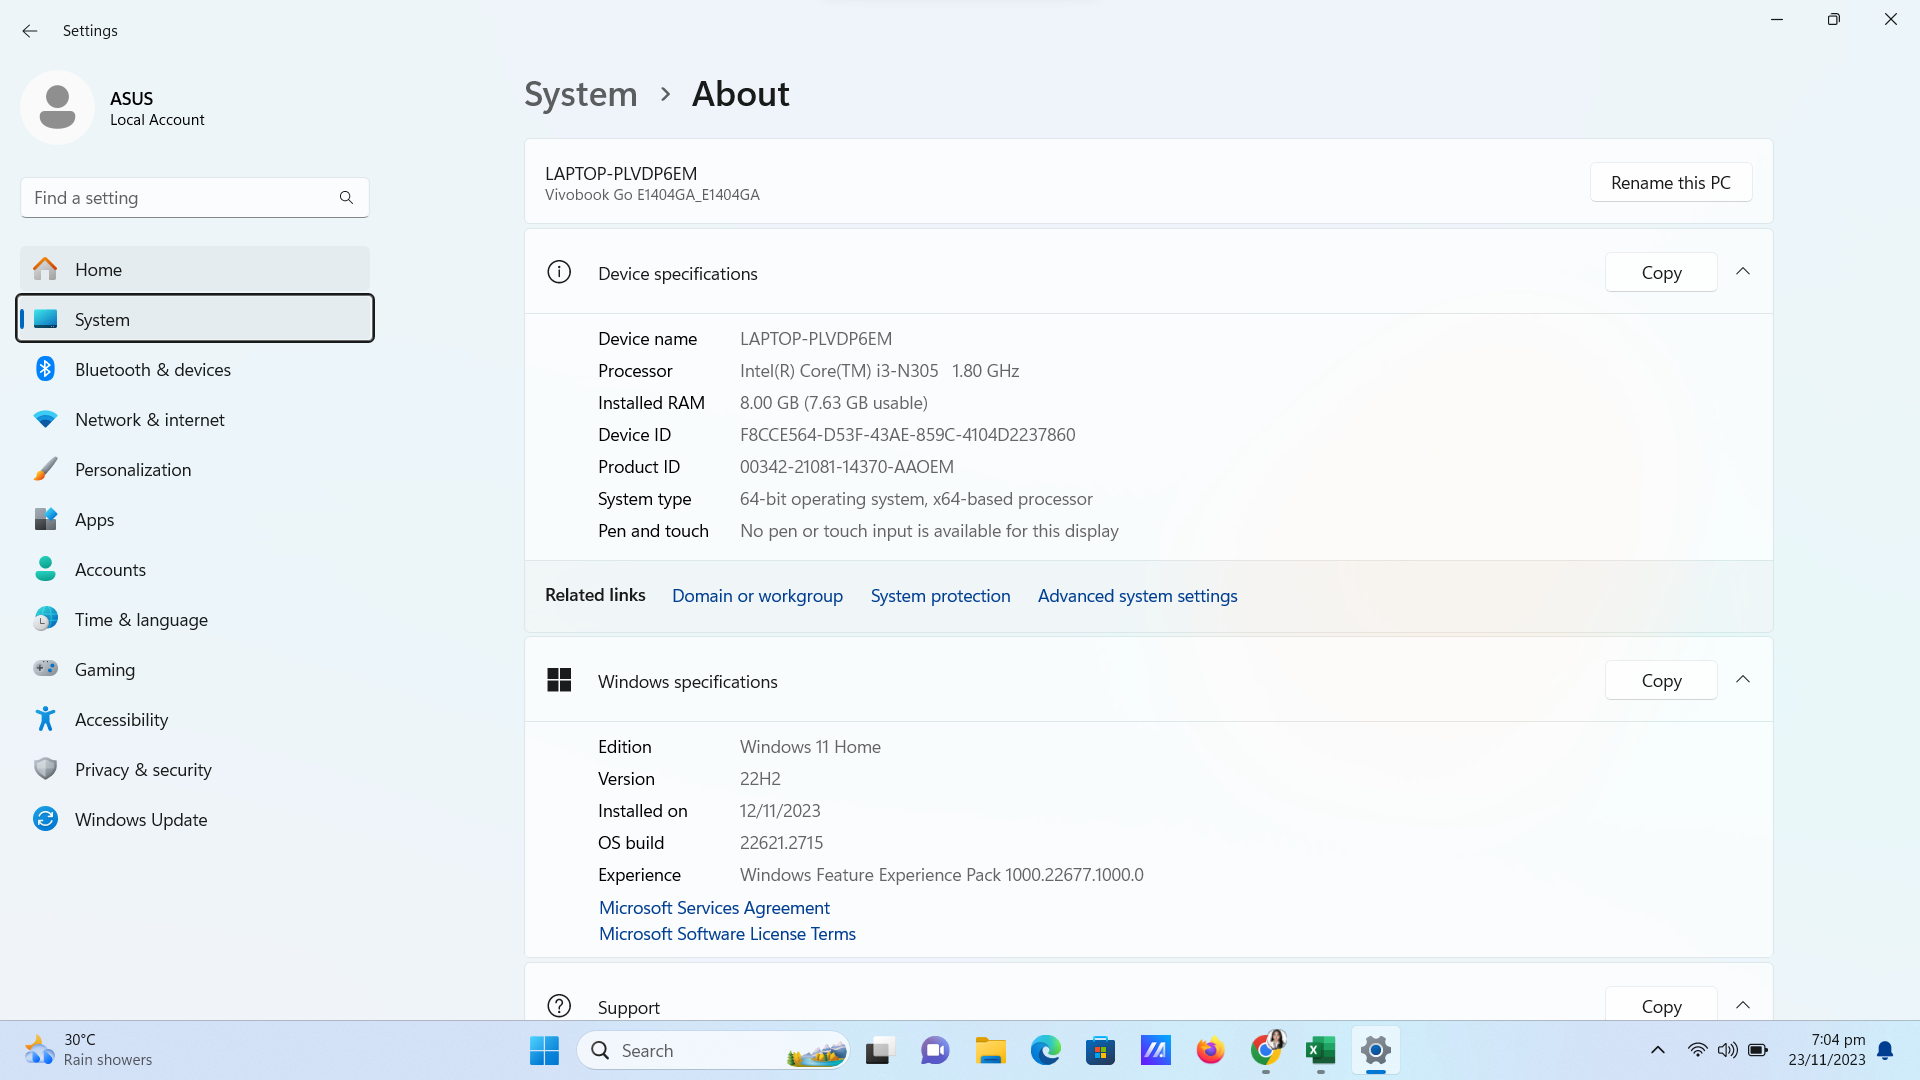 Settings
ASUS
Local Account
Find a setting
Home
System
Bluetooth & devices
Network & internet
Personalization
Apps
Accounts
Time & language
Gaming
Accessibility
Privacy & security
Windows Update
System > About
LAPTOP-PLVDP6EM
Vivobook Go E1404GA_E1404GA
Rename this PC
Device specifications
Copy
Device name LAPTOP-PLVDP6EM
Processor Intel(R) Core(TM) i3-N305 1.80 GHz
Installed RAM 8.00 GB (7.63 GB usable)
Device ID F8CCE564-D53F-43AE-859C-4104D2237860
Product ID 00342-21081-14370-AAOEM
System type 64-bit operating system, x64-based processor
Pen and touch No pen or touch input is available for this display
Related links Domain or workgroup System protection Advanced system settings
Windows specifications
Copy
Edition Windows 11 Home
Version 22H2
Installed on 12/11/2023
OS build 22621.2715
Experience Windows Feature Experience Pack 1000.22677.1000.0
Microsoft Services Agreement
Microsoft Software License Terms
Support
Copy
30°C
Rain showers
Search
7:04 pm
23/11/2023